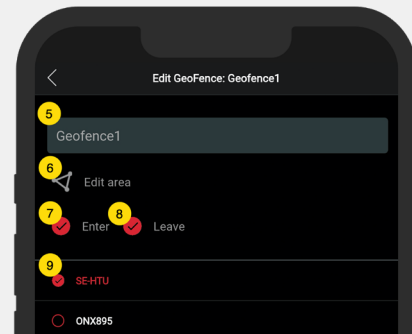 Edit GeoFence: Geofence1
5
Geofence1
6
Edit area
7 Enter 8 Leave
9
SE-HTU
ONX895